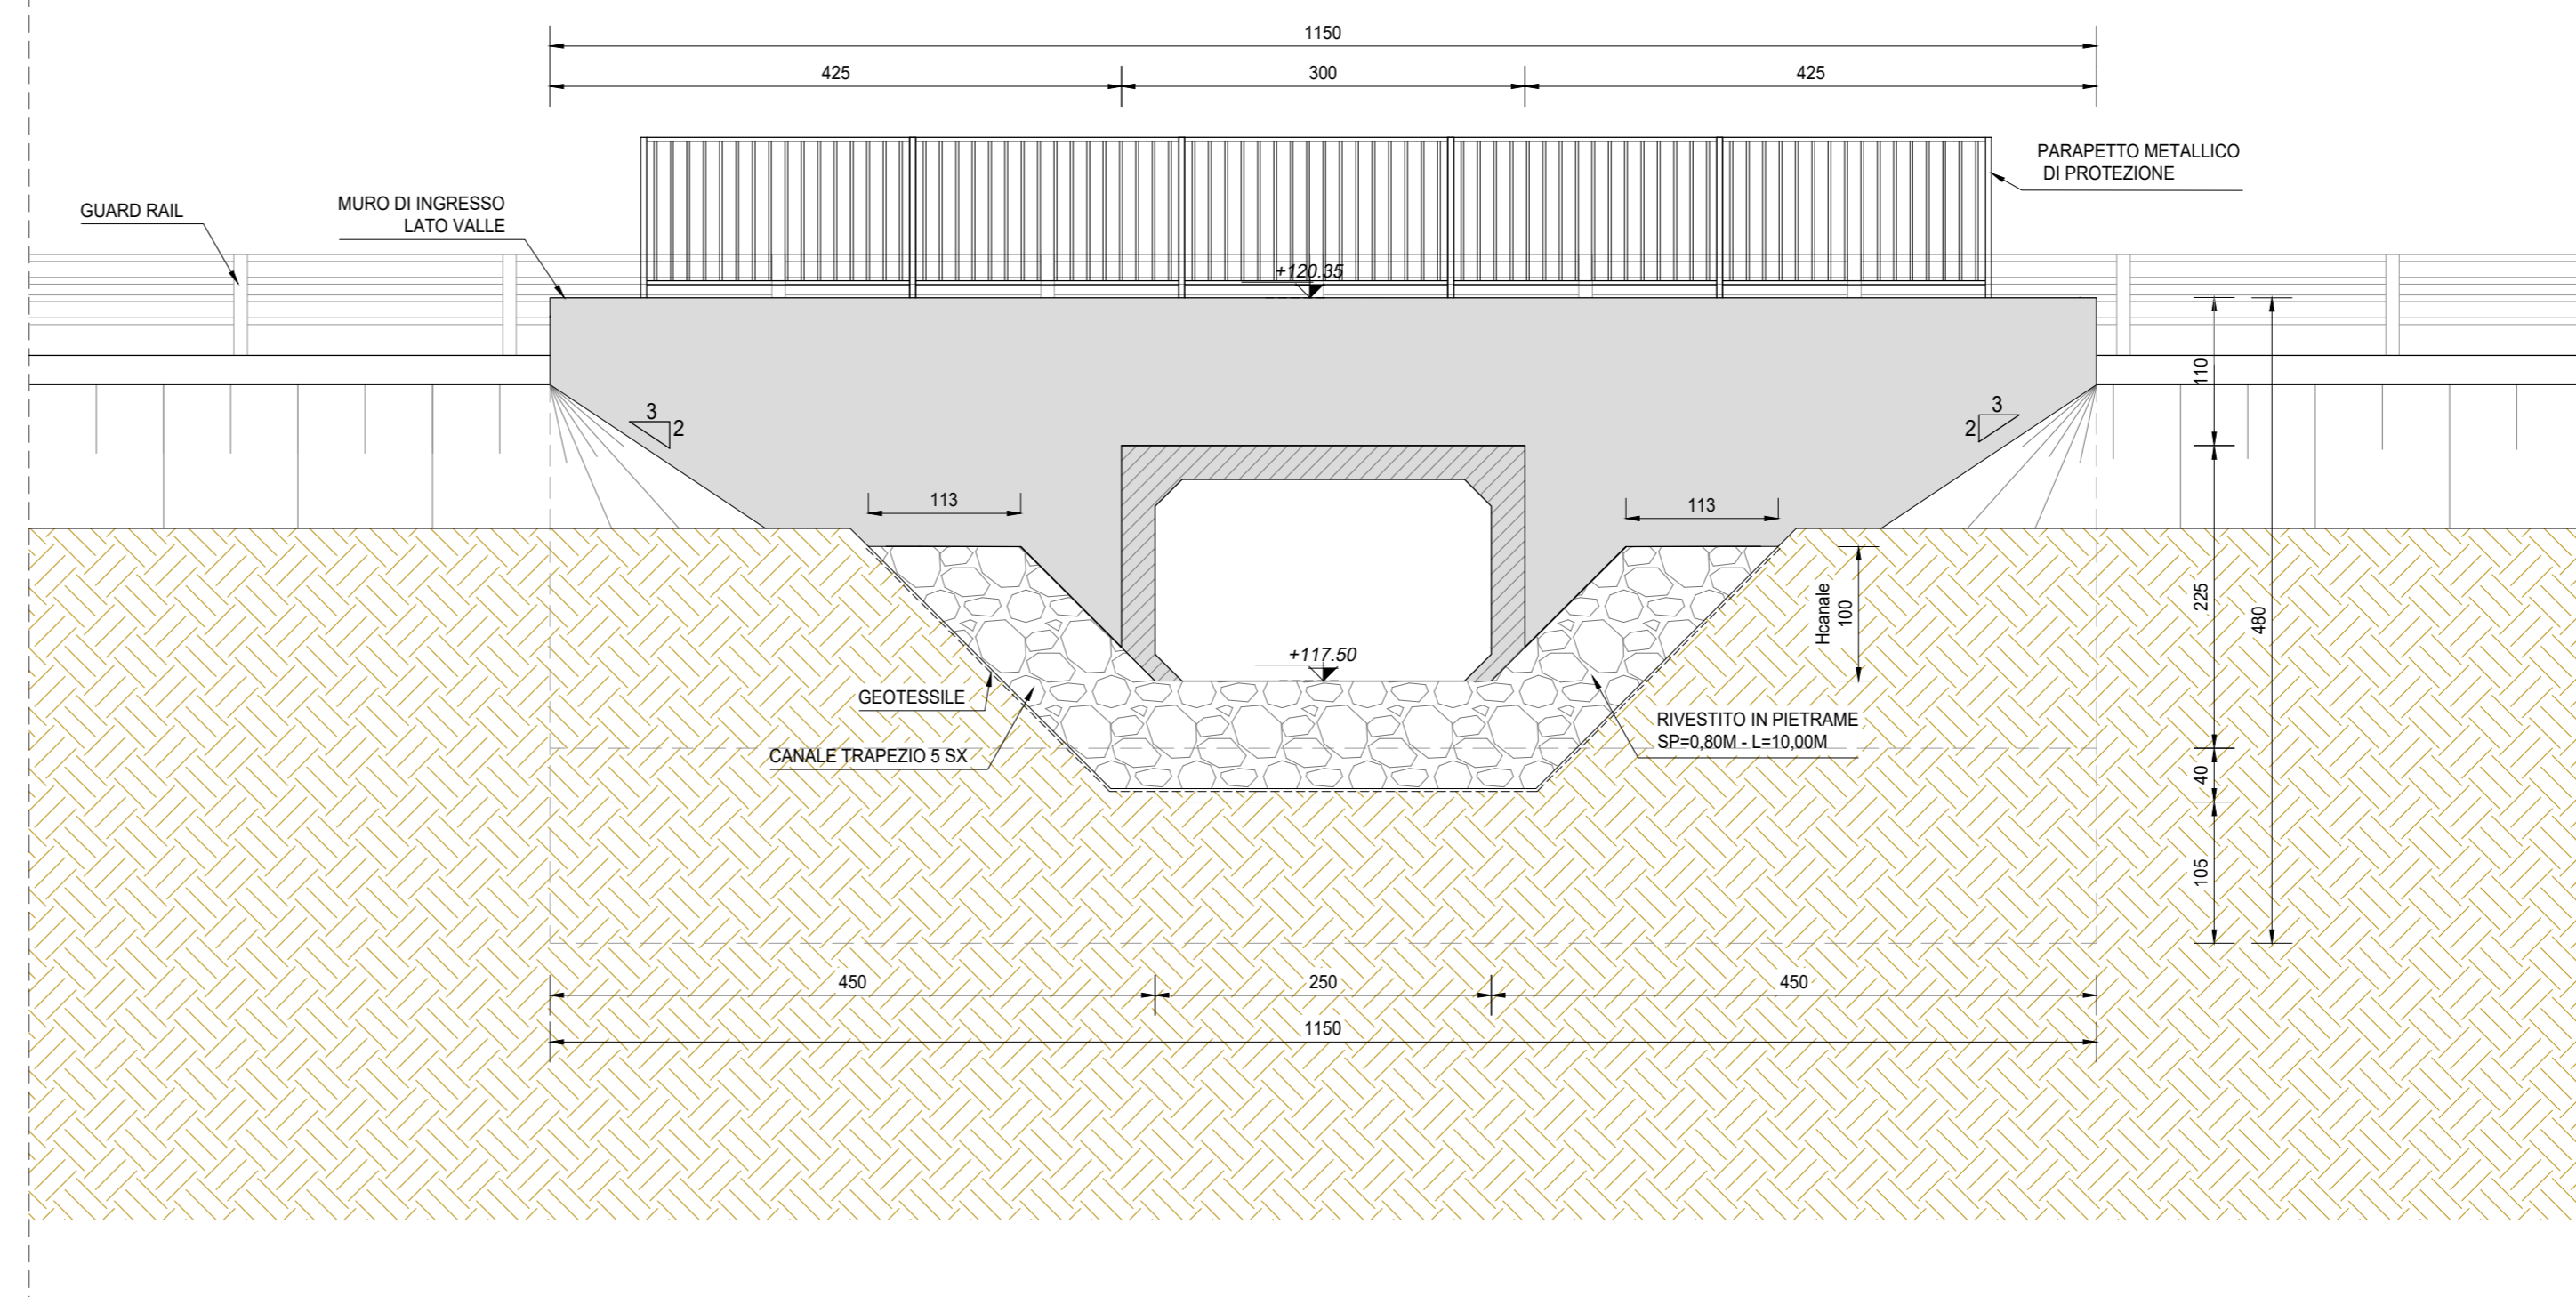 1150
425
300
425
PARAPETTO METALLICO
DI PROTEZIONE
GUARD RAIL
MURO DI INGRESSO
LATO VALLE
+120.35
110
3
2
3
2
113
113
Hcanale
100
225
480
+117.50
GEOTESSILE
CANALE TRAPEZIO 5 SX
RIVESTITO IN PIETRAME
SP=0,80M - L=10,00M
40
105
450
250
450
1150